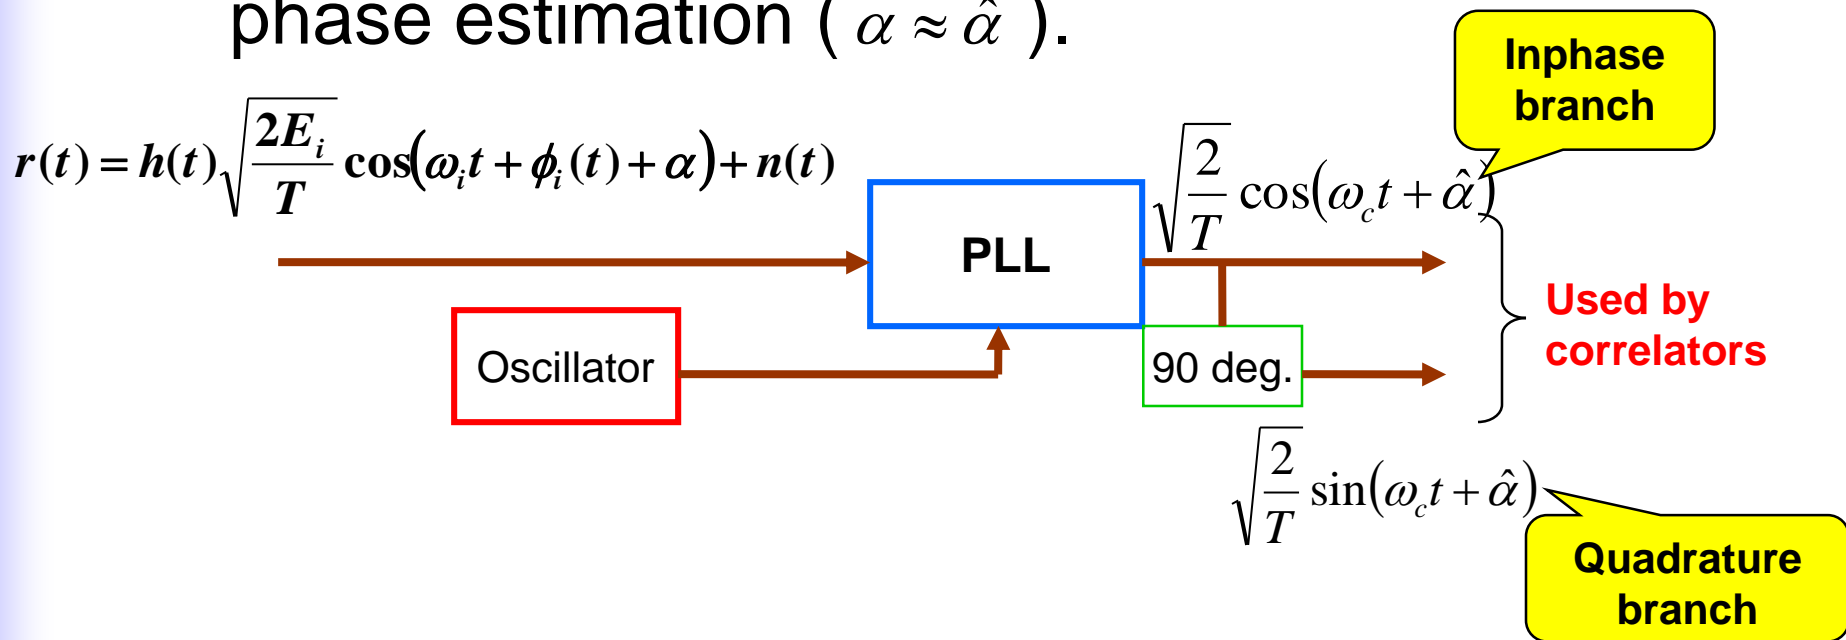 phase estimation ( α ≈ α̂ ).
Inphase
branch
r(t) = h(t)√(2E_i/T) cos(ω_i t + ϕ_i(t) + α) + n(t)
√(2/T) cos(ω_c t + α̂)
PLL
Used by
correlators
Oscillator
90 deg.
√(2/T) sin(ω_c t + α̂)
Quadrature
branch